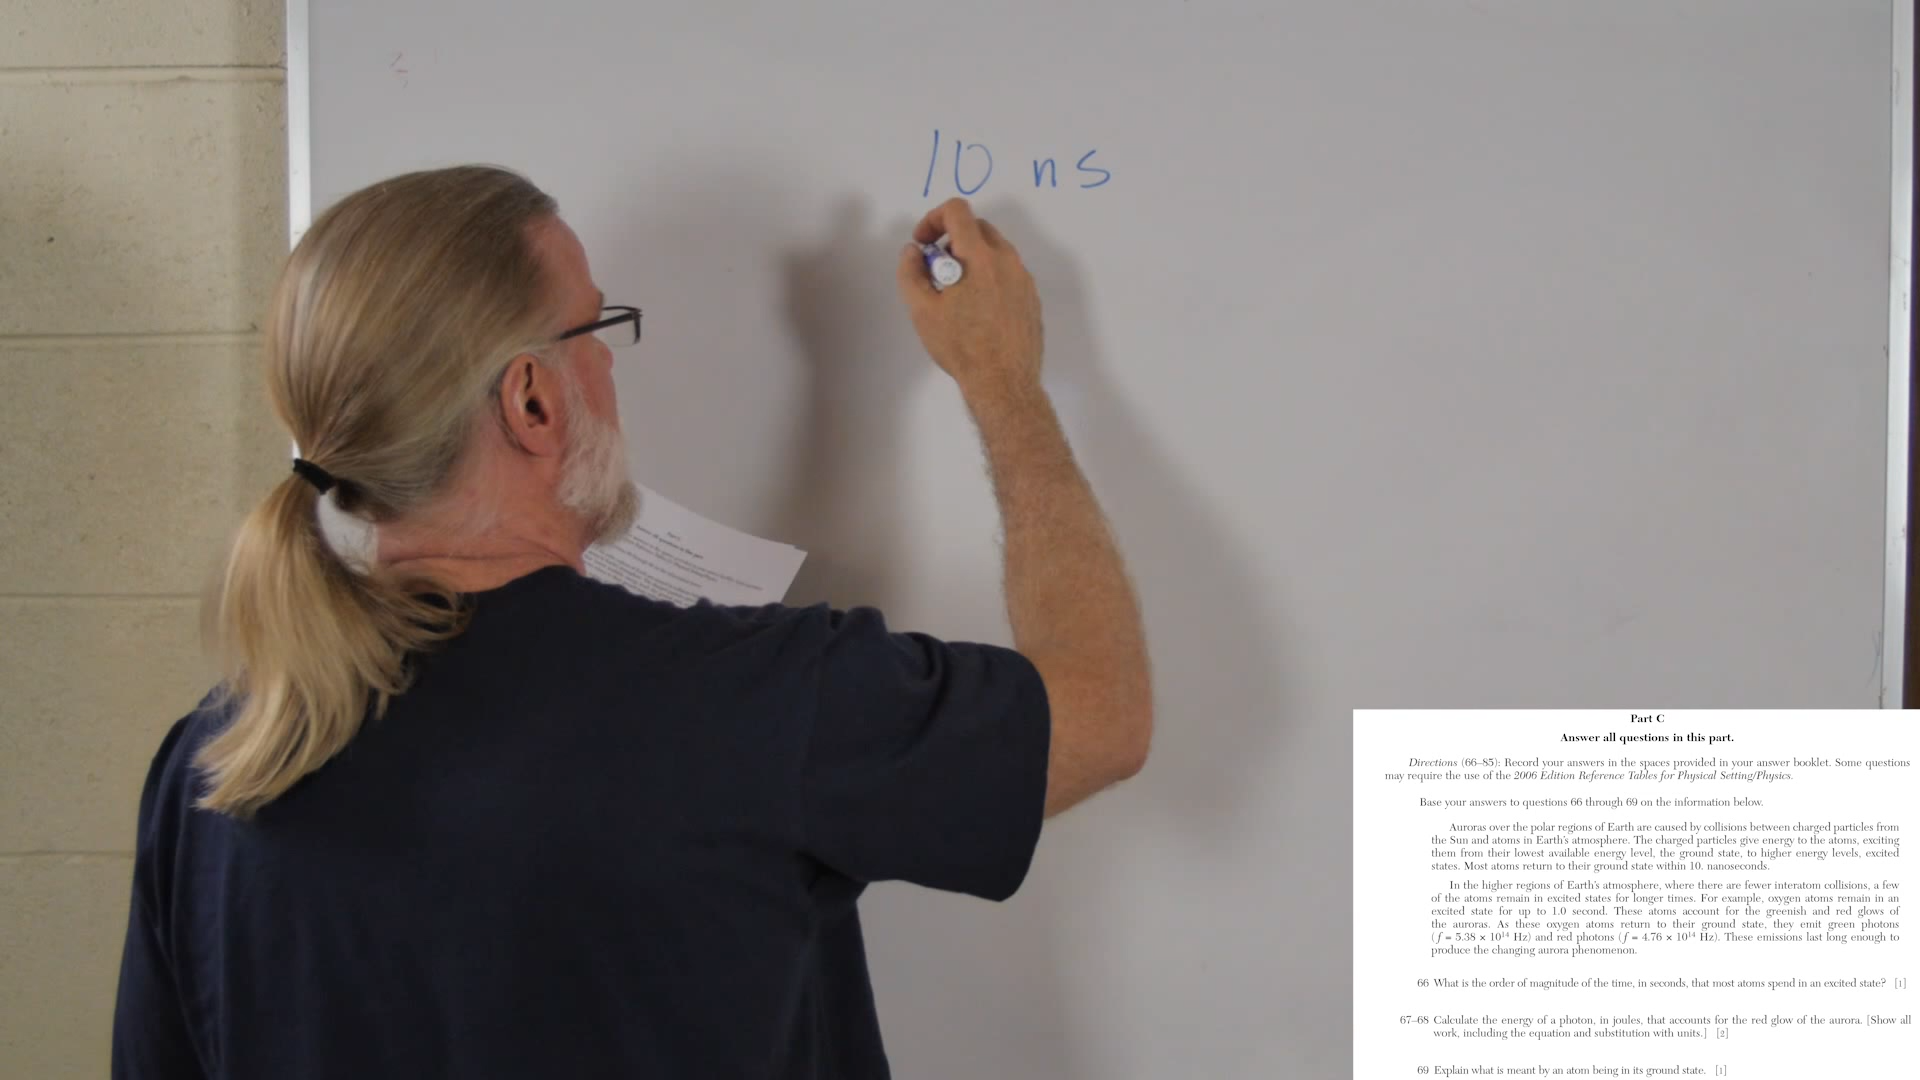 10 ns
Part C
Answer all questions in this part.
Directions (66–85): Record your answers in the spaces provided in your answer booklet. Some questions
may require the use of the 2006 Edition Reference Tables for Physical Setting/Physics.
Base your answers to questions 66 through 69 on the information below.
Auroras over the polar regions of Earth are caused by collisions between charged particles from
the Sun and atoms in Earth's atmosphere. The charged particles give energy to the atoms, exciting
them from their lowest available energy level, the ground state, to higher energy levels, excited
states. Most atoms return to their ground state within 10. nanoseconds.
In the higher regions of Earth's atmosphere, where there are fewer interatom collisions, a few
of the atoms remain in excited states for longer times. For example, oxygen atoms remain in an
excited state for up to 1.0 second. These atoms account for the greenish and red glows of
the auroras. As these oxygen atoms return to their ground state, they emit green photons
(f = 5.38 × 10¹⁴ Hz) and red photons (f = 4.76 × 10¹⁴ Hz). These emissions last long enough to
produce the changing aurora phenomenon.
66 What is the order of magnitude of the time, in seconds, that most atoms spend in an excited state? [1]
67–68 Calculate the energy of a photon, in joules, that accounts for the red glow of the aurora. [Show all
work, including the equation and substitution with units.] [2]
69 Explain what is meant by an atom being in its ground state. [1]